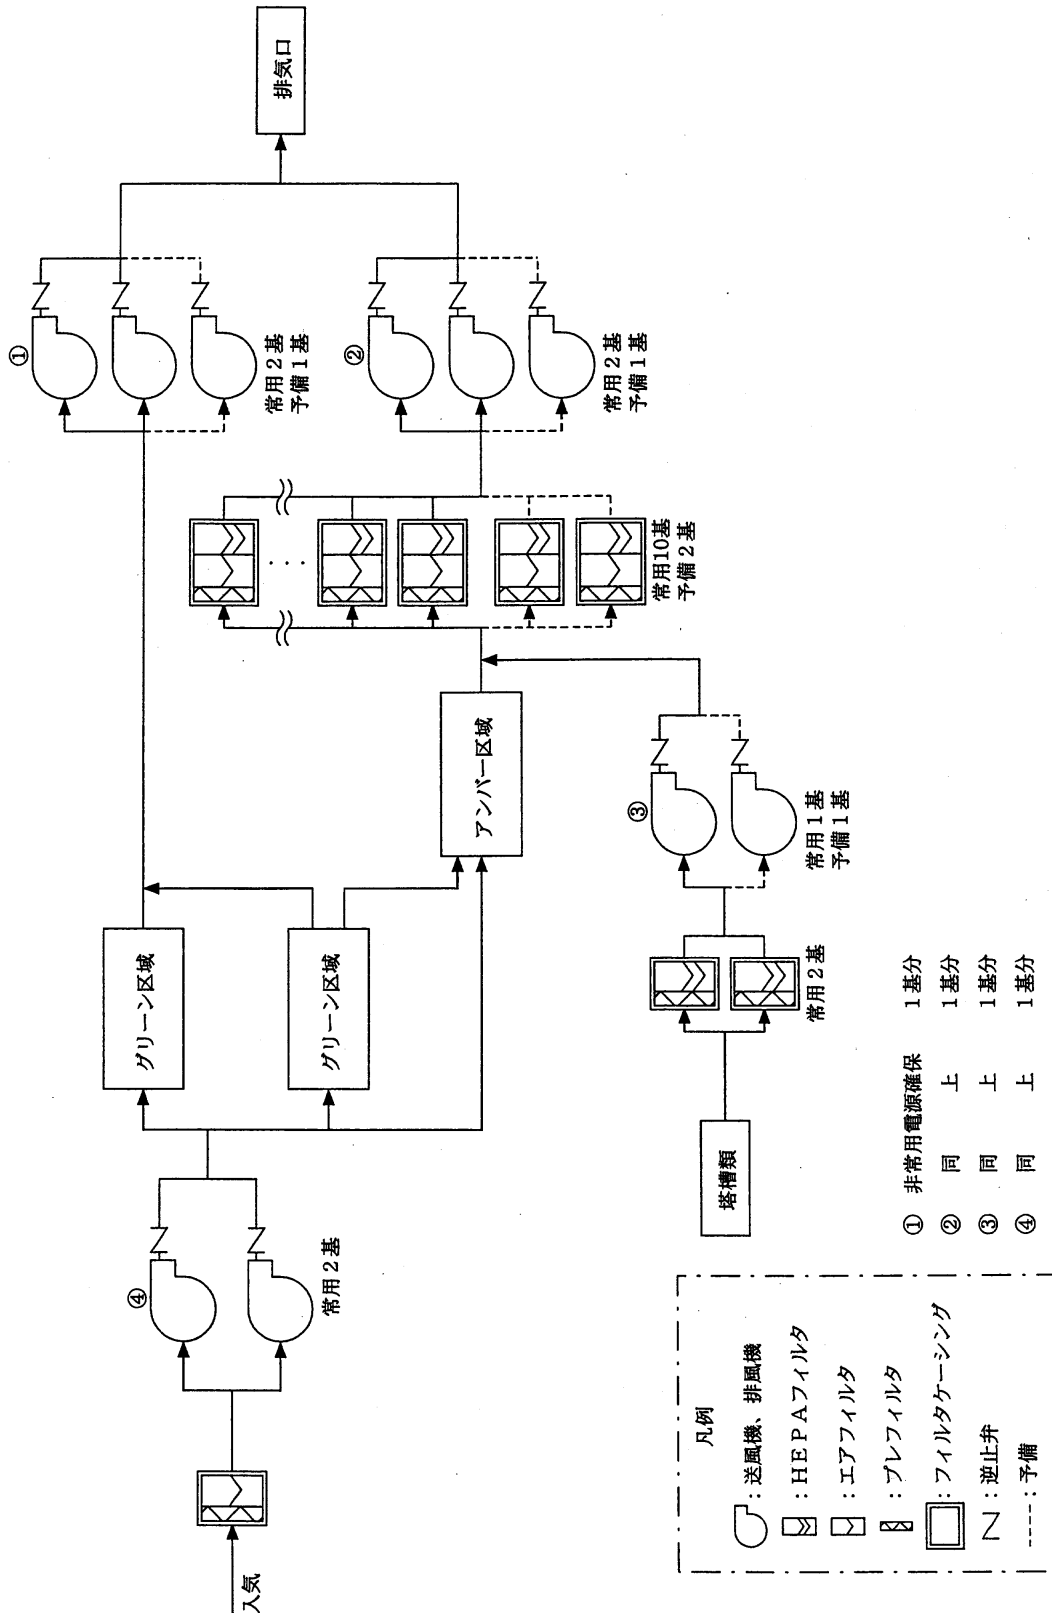 入気
④
常用２基
グリーン区域
グリーン区域
アンバー区域
塔槽類
常用２基
③
常用１基
予備１基
常用10基
予備２基
①
常用２基
予備１基
②
常用２基
予備１基
排気口
凡例
：送風機、排風機
：ＨＥＰＡフィルタ
：エアフィルタ
：プレフィルタ
：フィルタケーシング
：逆止弁
：予備
① 非常用電源確保 １基分
② 同 上 １基分
③ 同 上 １基分
④ 同 上 １基分